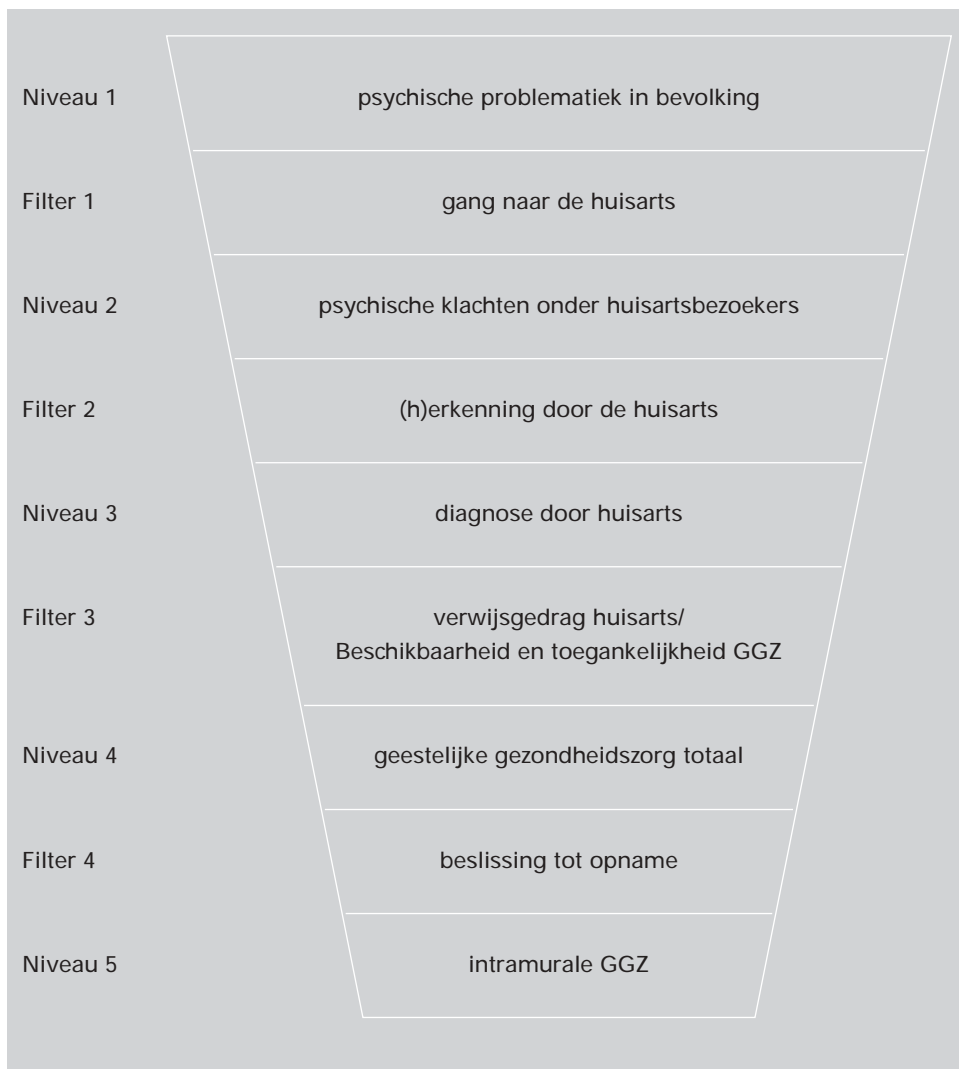 Niveau 1 psychische problematiek in bevolking
Filter 1 gang naar de huisarts
Niveau 2 psychische klachten onder huisartsbezoekers
Filter 2 (h)erkenning door de huisarts
Niveau 3 diagnose door huisarts
Filter 3 verwijsgedrag huisarts/
Beschikbaarheid en toegankelijkheid GGZ
Niveau 4 geestelijke gezondheidszorg totaal
Filter 4 beslissing tot opname
Niveau 5 intramurale GGZ